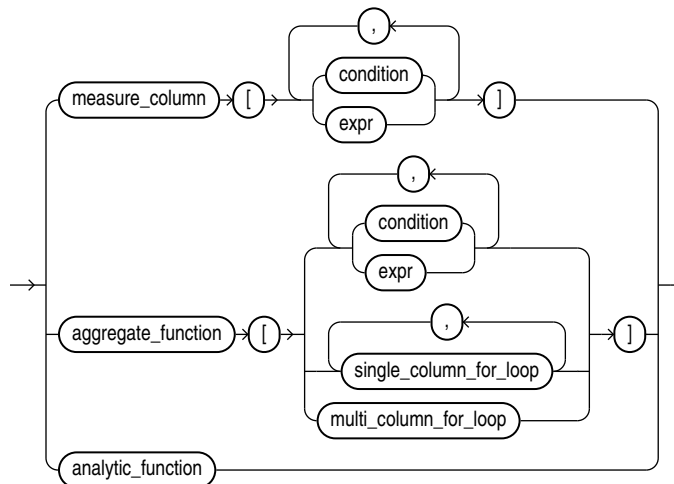 ,
condition
measure_column [ ]
expr
,
condition
expr
,
aggregate_function [ ]
single_column_for_loop
multi_column_for_loop
analytic_function